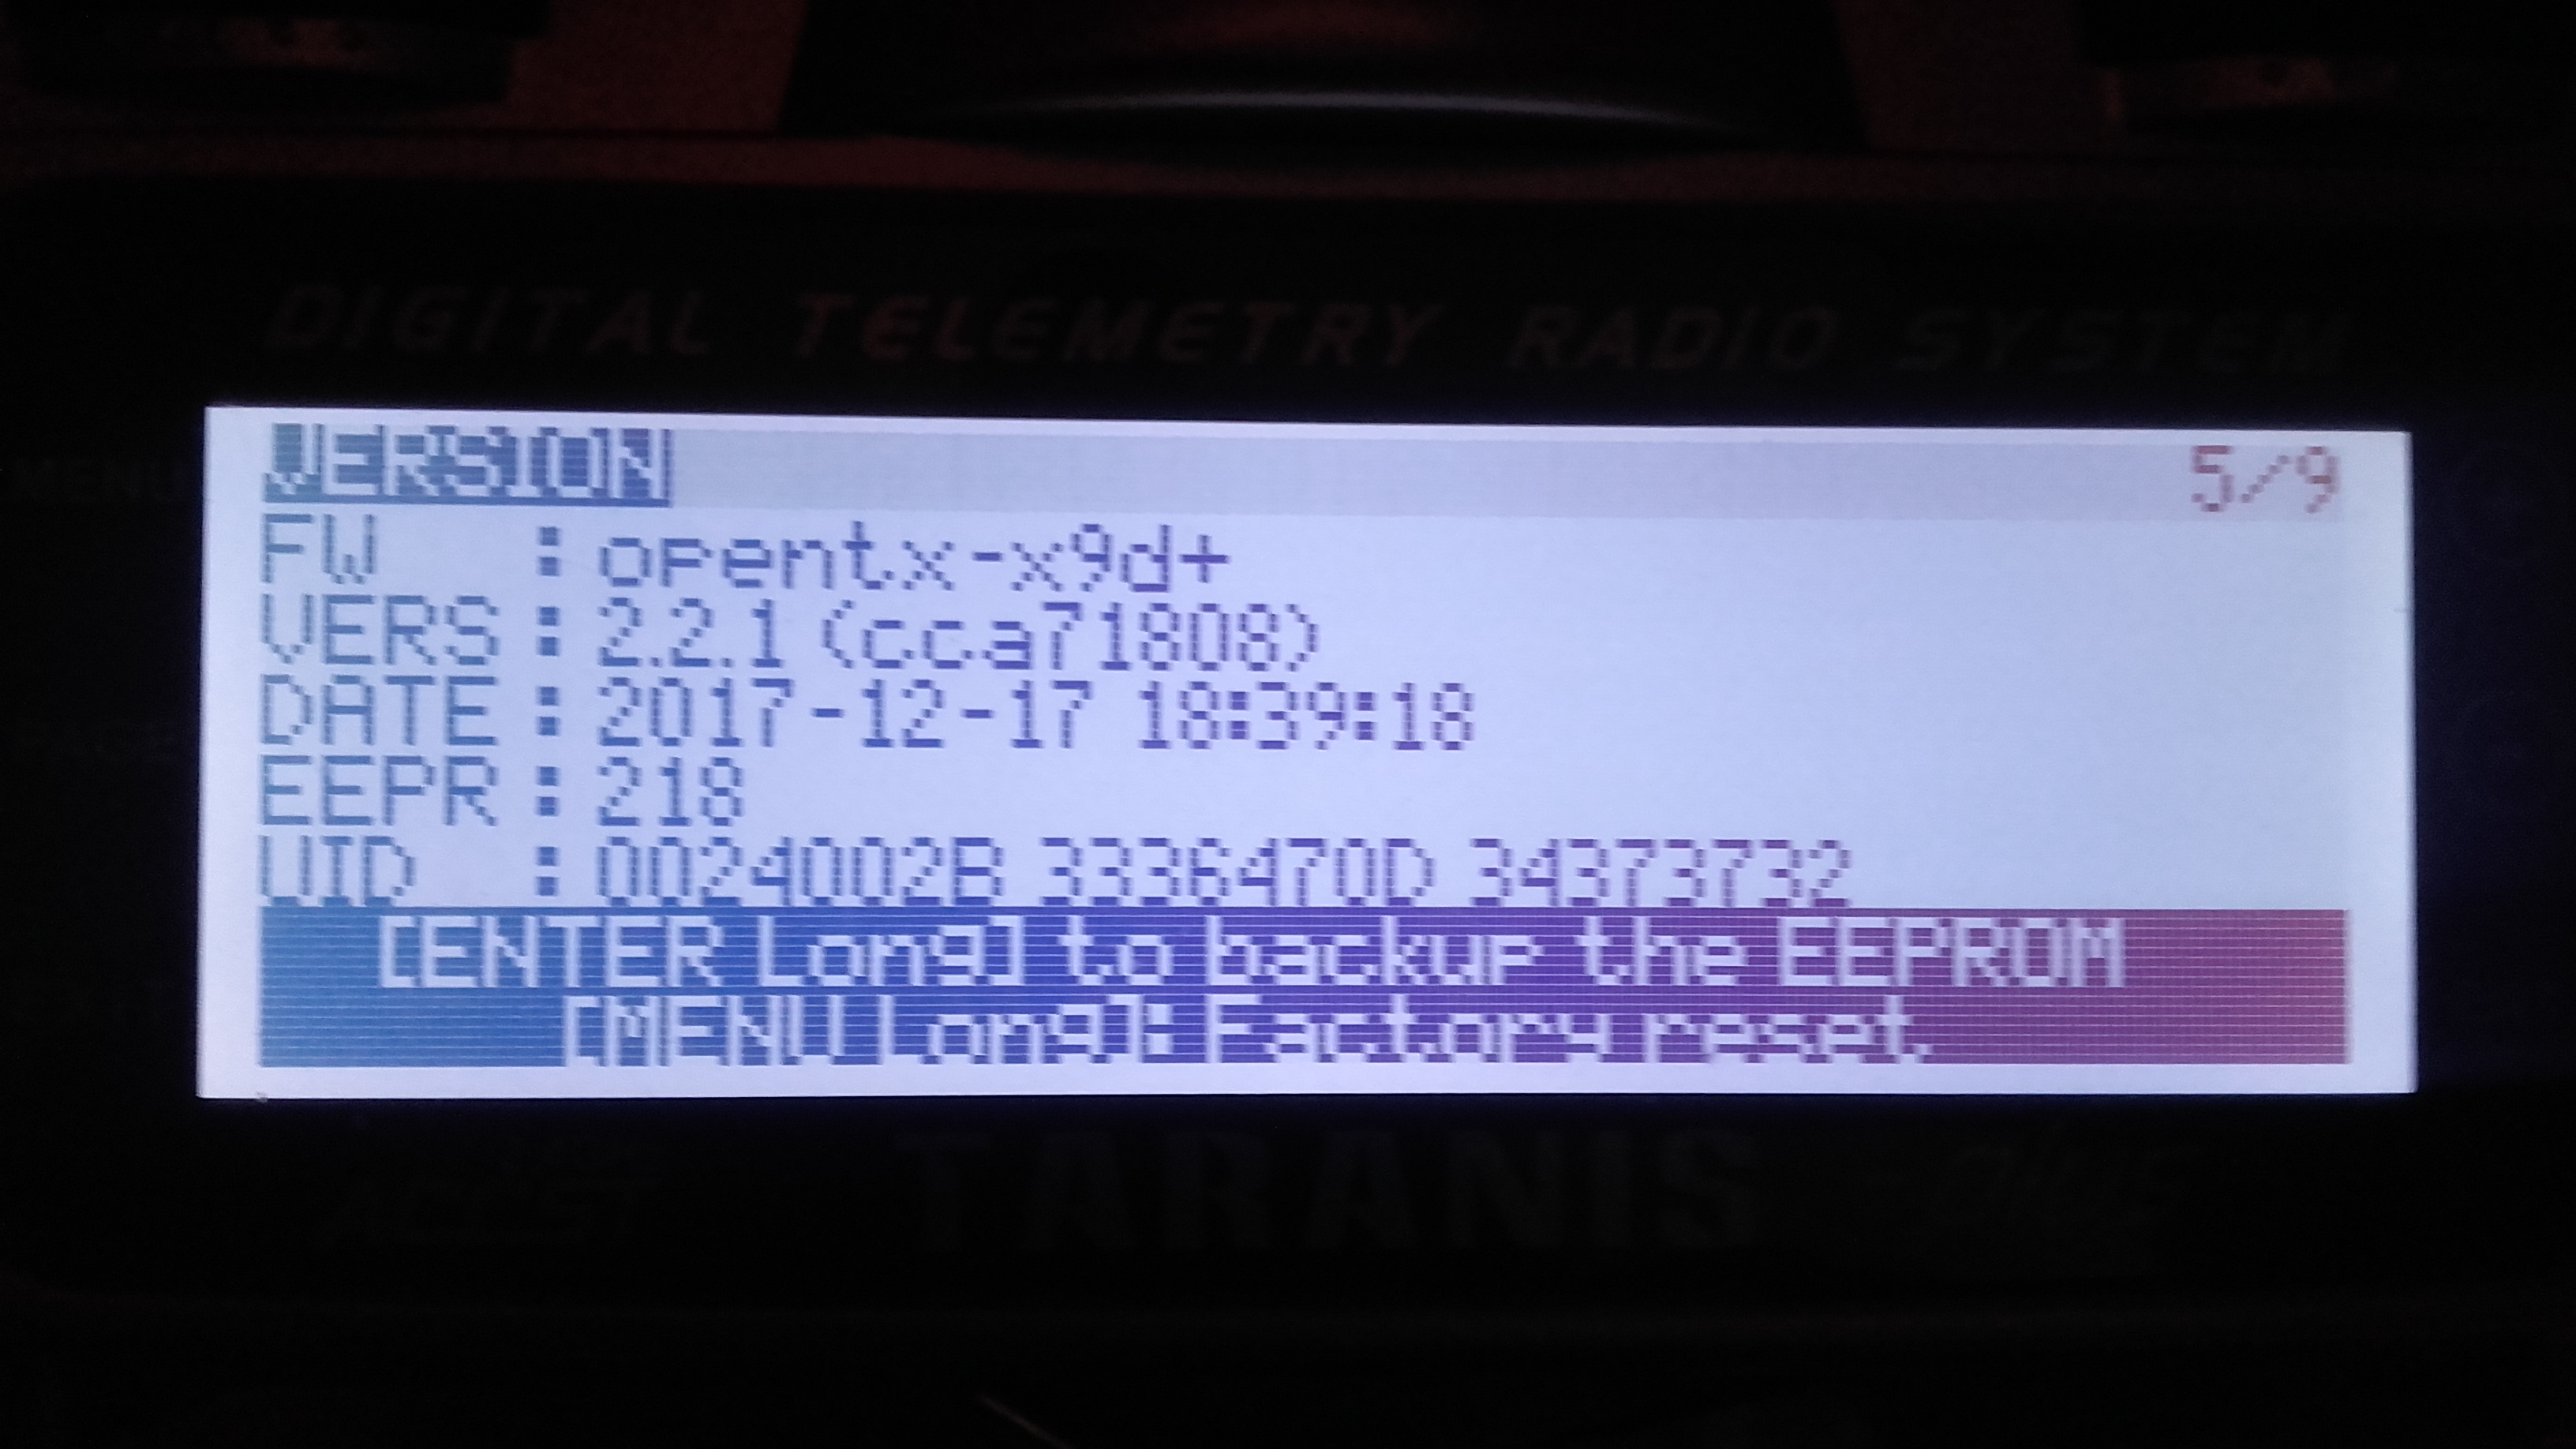 DIGITAL TELEMETRY RADIO SYSTEM
VERSION 5/9
FW : opentx-x9d+
VERS : 2.2.1 (cca71808)
DATE : 2017-12-17 18:39:18
EEPR : 218
UID : 0024002B 3336470D 34373732
[ENTER Long] to backup the EEPROM
[MENU Long]: Factory reset.
TARANIS
MENU